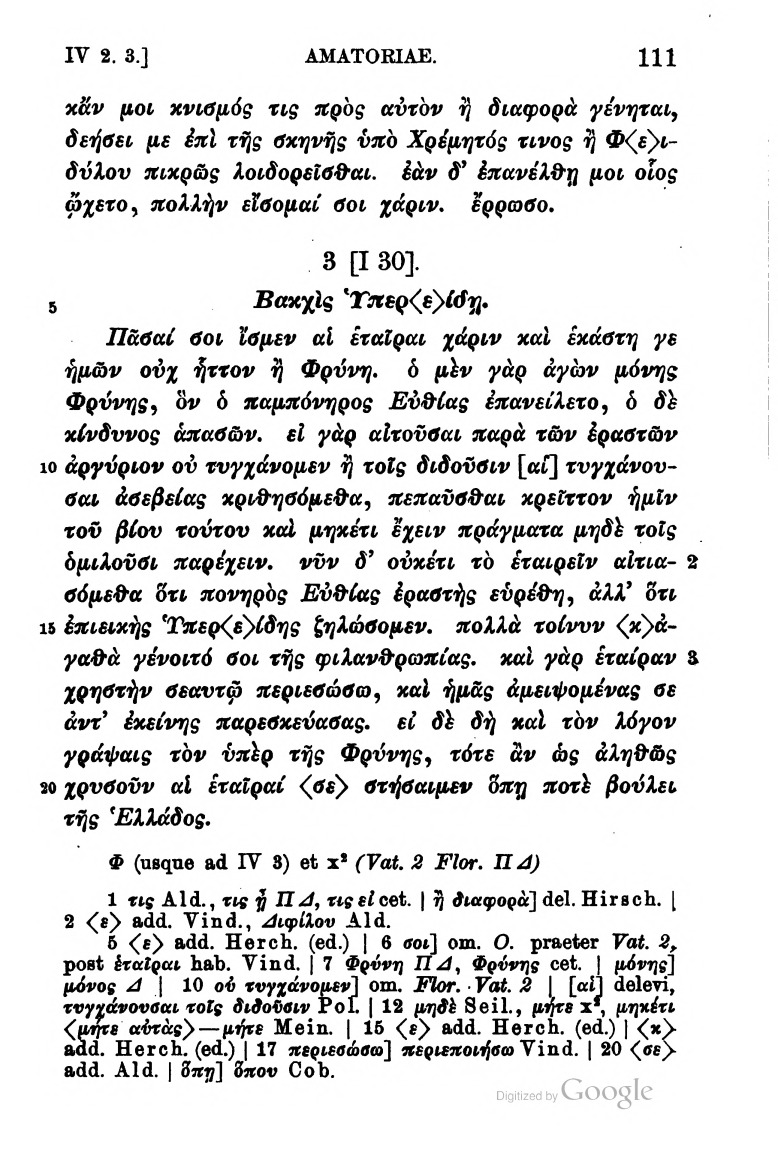 IV 2. 3.] AMATORIAE. 111
κἄν μοι κνισμός τις πρὸς αὐτὸν ἢ διαφορὰ γένηται,
δεήσει με ἐπὶ τῆς σκηνῆς ὑπὸ Χρέμητός τινος ἢ Φ⟨ε⟩ι-
δύλου πικρῶς λοιδορεῖσθαι. ἐὰν δ’ ἐπανέλθῃ μοι οἷος
ᾤχετο, πολλὴν εἴσομαί σοι χάριν. ἔρρωσο.
3 [I 30].
5 Βακχὶς Ὑπερ⟨ε⟩ίδῃ.
Πᾶσαί σοι ἴσμεν αἱ ἑταῖραι χάριν καὶ ἑκάστη γε
ἡμῶν οὐχ ἧττον ἢ Φρύνη. ὁ μὲν γὰρ ἀγὼν μόνης
Φρύνης, ὃν ὁ παμπόνηρος Εὐθίας ἐπανείλετο, ὁ δὲ
κίνδυνος ἁπασῶν. εἰ γὰρ αἰτοῦσαι παρὰ τῶν ἐραστῶν
10 ἀργύριον οὐ τυγχάνομεν ἢ τοῖς διδοῦσιν [αἱ] τυγχάνου-
σαι ἀσεβείας κριθησόμεθα, πεπαῦσθαι κρεῖττον ἡμῖν
τοῦ βίου τούτου καὶ μηκέτι ἔχειν πράγματα μηδὲ τοῖς
ὁμιλοῦσι παρέχειν. νῦν δ’ οὐκέτι τὸ ἑταιρεῖν αἰτια- 2
σόμεθα ὅτι πονηρὸς Εὐθίας ἐραστὴς εὑρέθη, ἀλλ’ ὅτι
15 ἐπιεικὴς Ὑπερ⟨ε⟩ίδης ζηλώσομεν. πολλὰ τοίνυν ⟨κ⟩ἀ-
γαθὰ γένοιτό σοι τῆς φιλανθρωπίας. καὶ γὰρ ἑταίραν 3
χρηστὴν σεαυτῷ περιεσώσω, καὶ ἡμᾶς ἀμειψομένας σε
ἀντ’ ἐκείνης παρεσκεύασας. εἰ δὲ δὴ καὶ τὸν λόγον
γράψαις τὸν ὑπὲρ τῆς Φρύνης, τότε ἂν ὡς ἀληθῶς
20 χρυσοῦν αἱ ἑταῖραί ⟨σε⟩ στήσαιμεν ὅπῃ ποτὲ βούλει
τῆς Ἑλλάδος.
Φ (usque ad IV 3) et x² (Vat. 2 Flor. Π Δ)
1 τις Ald., τις ᾖ Π Δ, τις εἰ cet. | ἢ διαφορὰ] del. Hirsch. |
2 ⟨ε⟩ add. Vind., Διφίλου Ald.
5 ⟨ε⟩ add. Herch. (ed.) | 6 σοι] om. O. praeter Vat. 2,
post ἑταῖραι hab. Vind. | 7 Φρύνη Π Δ, Φρύνης cet. | μόνης]
μόνος Δ | 10 οὐ τυγχάνομεν] om. Flor. Vat. 2 | [αἱ] delevi,
τυγχάνουσαι τοῖς διδοῦσιν Pol. | 12 μηδὲ Seil., μήτε x², μηκέτι
⟨μήτε αὐτὰς⟩—μήτε Mein. | 15 ⟨ε⟩ add. Herch. (ed.) | ⟨κ⟩
add. Herch. (ed.) | 17 περιεσώσω] περιεποιήσω Vind. | 20 ⟨σε⟩
add. Ald. | ὅπῃ] ὅπου Cob.
Digitized by Google